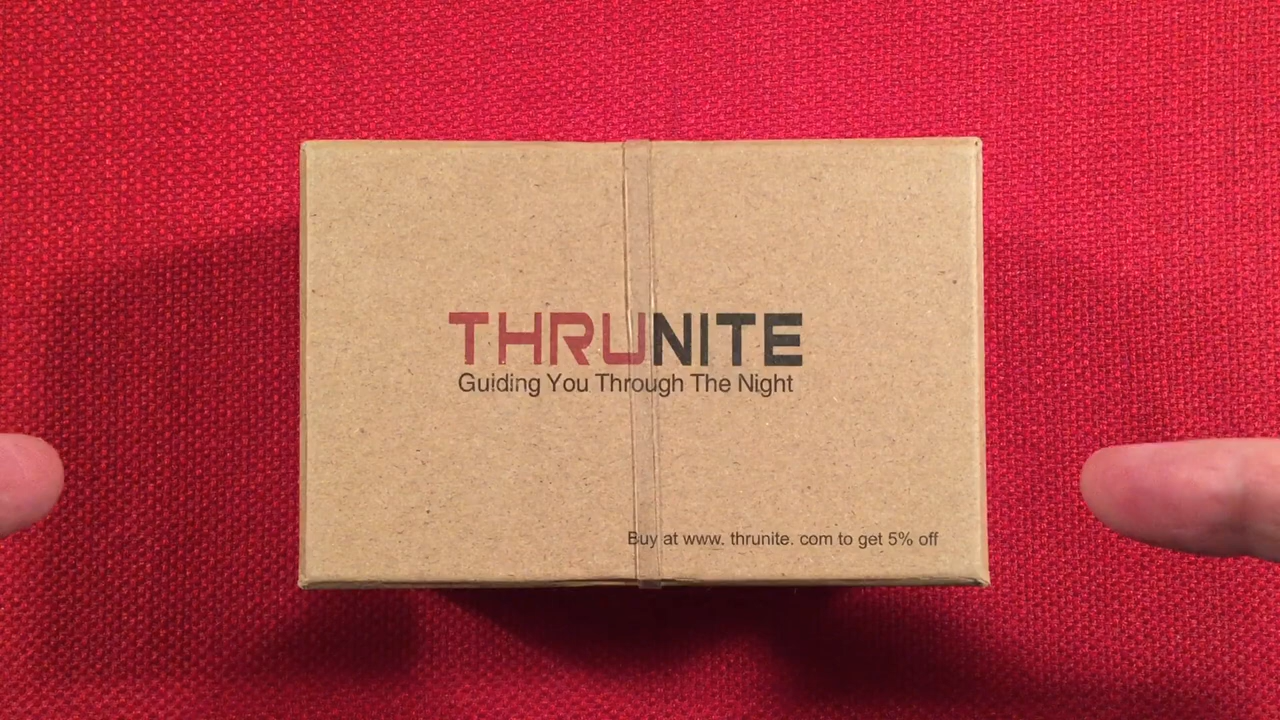 THRUNITE
Guiding You Through The Night
Buy at www. thrunite. com to get 5% off